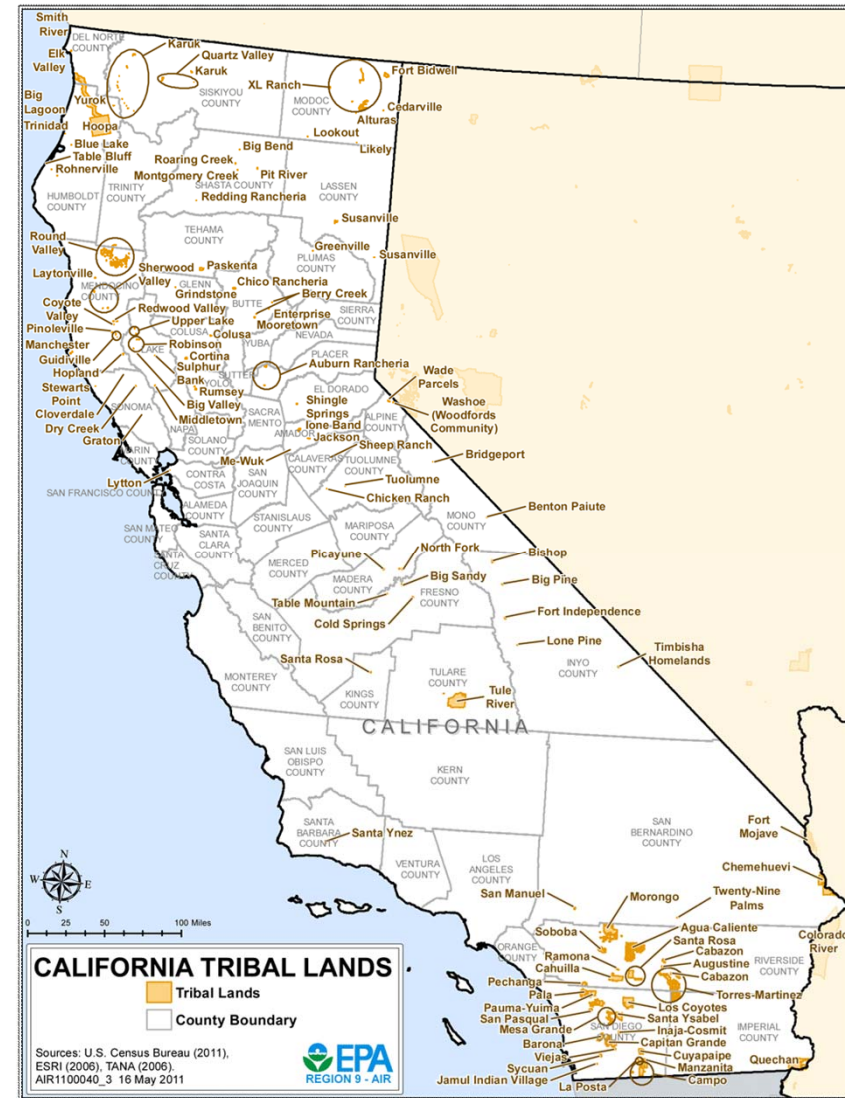 Smith
River
DEL NORTE
COUNTY
Elk
Valley
Karuk
Quartz Valley
Karuk
SISKIYOU
COUNTY
XL Ranch
MODOC
COUNTY
Fort Bidwell
Cedarville
Alturas
Big
Lagoon
Yurok
Trinidad
Hoopa
Lookout
Likely
Blue Lake
Table Bluff
Rohnerville
Big Bend
Roaring Creek
Montgomery Creek
Pit River
SHASTA COUNTY
Redding Rancheria
LASSEN
COUNTY
HUMBOLDT
COUNTY
TRINITY
COUNTY
Susanville
TEHAMA
COUNTY
Round
Valley
Greenville
PLUMAS
COUNTY
Susanville
Laytonville
Sherwood
Valley
Paskenta
MENDOCINO
COUNTY
GLENN
Grindstone
Chico Rancheria
BUTTE
Berry Creek
Coyote
Valley
Redwood Valley
Enterprise
Mooretown
SIERRA
COUNTY
Pinoleville
Upper Lake
COLUSA
Colusa
YUBA
NEVADA
Manchester
LAKE
Robinson
Cortina
PLACER
Guidiville
Sulphur
Bank
SUTTER
Auburn Rancheria
Hopland
YOLO
Rumsey
EL DORADO
Wade
Parcels
Stewarts
Point
Big Valley
Shingle
Springs
Washoe
(Woodfords
Community)
Cloverdale
SONOMA
Middletown
NAPA
SACRA
MENTO
Ione Band
ALPINE
COUNTY
Dry Creek
Graton
SOLANO
COUNTY
AMADOR
Jackson
Sheep Ranch
MARIN
COUNTY
Me-Wuk
CALAVERAS
COUNTY
TUOLUMNE
COUNTY
Bridgeport
Lytton
CONTRA
COSTA
SAN
JOAQUIN
COUNTY
Tuolumne
SAN FRANCISCO COUNTY
Chicken Ranch
ALAMEDA
COUNTY
STANISLAUS
COUNTY
MONO
COUNTY
Benton Paiute
SAN MATEO
COUNTY
SANTA
CLARA
COUNTY
MARIPOSA
COUNTY
SANTA
CRUZ
COUNTY
MERCED
COUNTY
Picayune
North Fork
Bishop
MADERA
COUNTY
Big Sandy
Big Pine
Table Mountain
FRESNO
COUNTY
SAN
BENITO
COUNTY
Cold Springs
Fort Independence
Lone Pine
Santa Rosa
INYO
COUNTY
Timbisha
Homelands
MONTEREY
COUNTY
KINGS
COUNTY
TULARE
COUNTY
Tule
River
CALIFORNIA
SAN LUIS
OBISPO
COUNTY
KERN
COUNTY
SANTA
BARBARA
COUNTY
Santa Ynez
SAN
BERNARDINO
COUNTY
Fort
Mojave
VENTURA
COUNTY
LOS
ANGELES
COUNTY
Chemehuevi
San Manuel
Morongo
Twenty-Nine
Palms
Soboba
Agua Caliente
Colorado
River
ORANGE
COUNTY
Ramona
Santa Rosa
Cabazon
RIVERSIDE
COUNTY
Cahuilla
Augustine
Pechanga
Cabazon
Pala
Torres-Martinez
Pauma-Yuima
Los Coyotes
San Pasqual
Santa Ysabel
Mesa Grande
SAN DIEGO
COUNTY
Inaja-Cosmit
IMPERIAL
COUNTY
Barona
Capitan Grande
Viejas
Cuyapaipe
Quechan
Sycuan
Manzanita
Jamul Indian Village
La Posta
Campo
N
W
E
S
0 25 50 100 Miles
CALIFORNIA TRIBAL LANDS
Tribal Lands
County Boundary
Sources: U.S. Census Bureau (2011),
ESRI (2006), TANA (2006).
AIR1100040_3 16 May 2011
EPA
REGION 9 - AIR